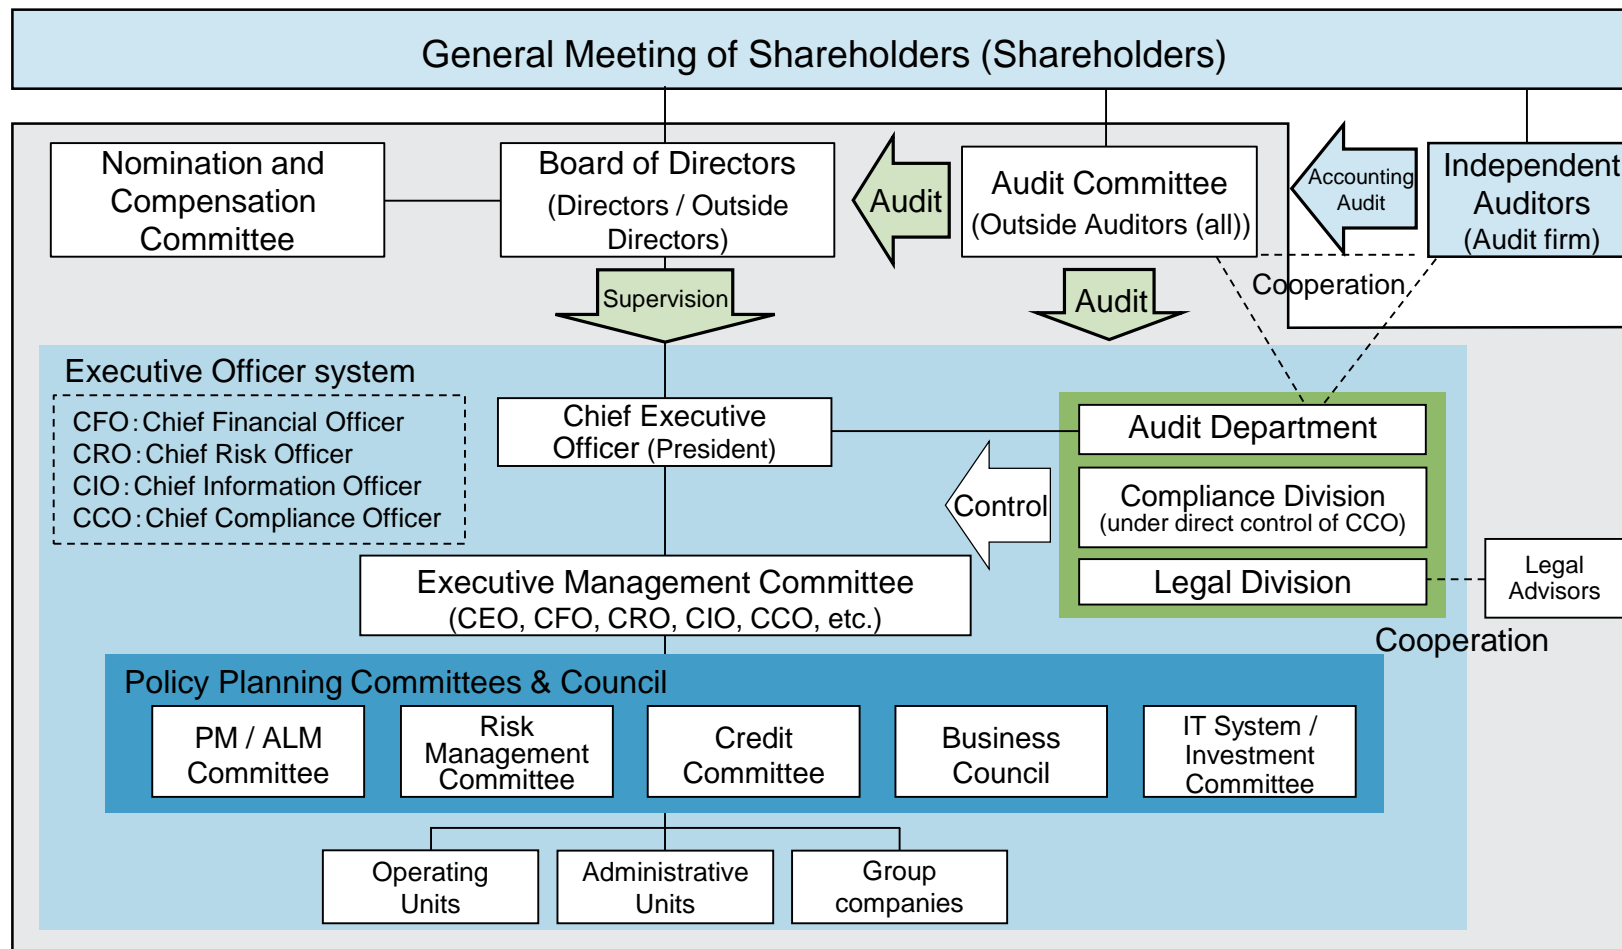 General Meeting of Shareholders (Shareholders)
Nomination and
Compensation
Committee
Board of Directors
(Directors / Outside
Directors)
Audit
Audit Committee
(Outside Auditors (all))
Accounting
Audit
Independent
Auditors
(Audit firm)
Cooperation
Supervision
Audit
Executive Officer system
CFO:Chief Financial Officer
CRO:Chief Risk Officer
CIO:Chief Information Officer
CCO:Chief Compliance Officer
Chief Executive
Officer (President)
Audit Department
Control
Compliance Division
(under direct control of CCO)
Legal Division
Legal
Advisors
Cooperation
Executive Management Committee
(CEO, CFO, CRO, CIO, CCO, etc.)
Policy Planning Committees & Council
PM / ALM
Committee
Risk
Management
Committee
Credit
Committee
Business
Council
IT System /
Investment
Committee
Operating
Units
Administrative
Units
Group
companies